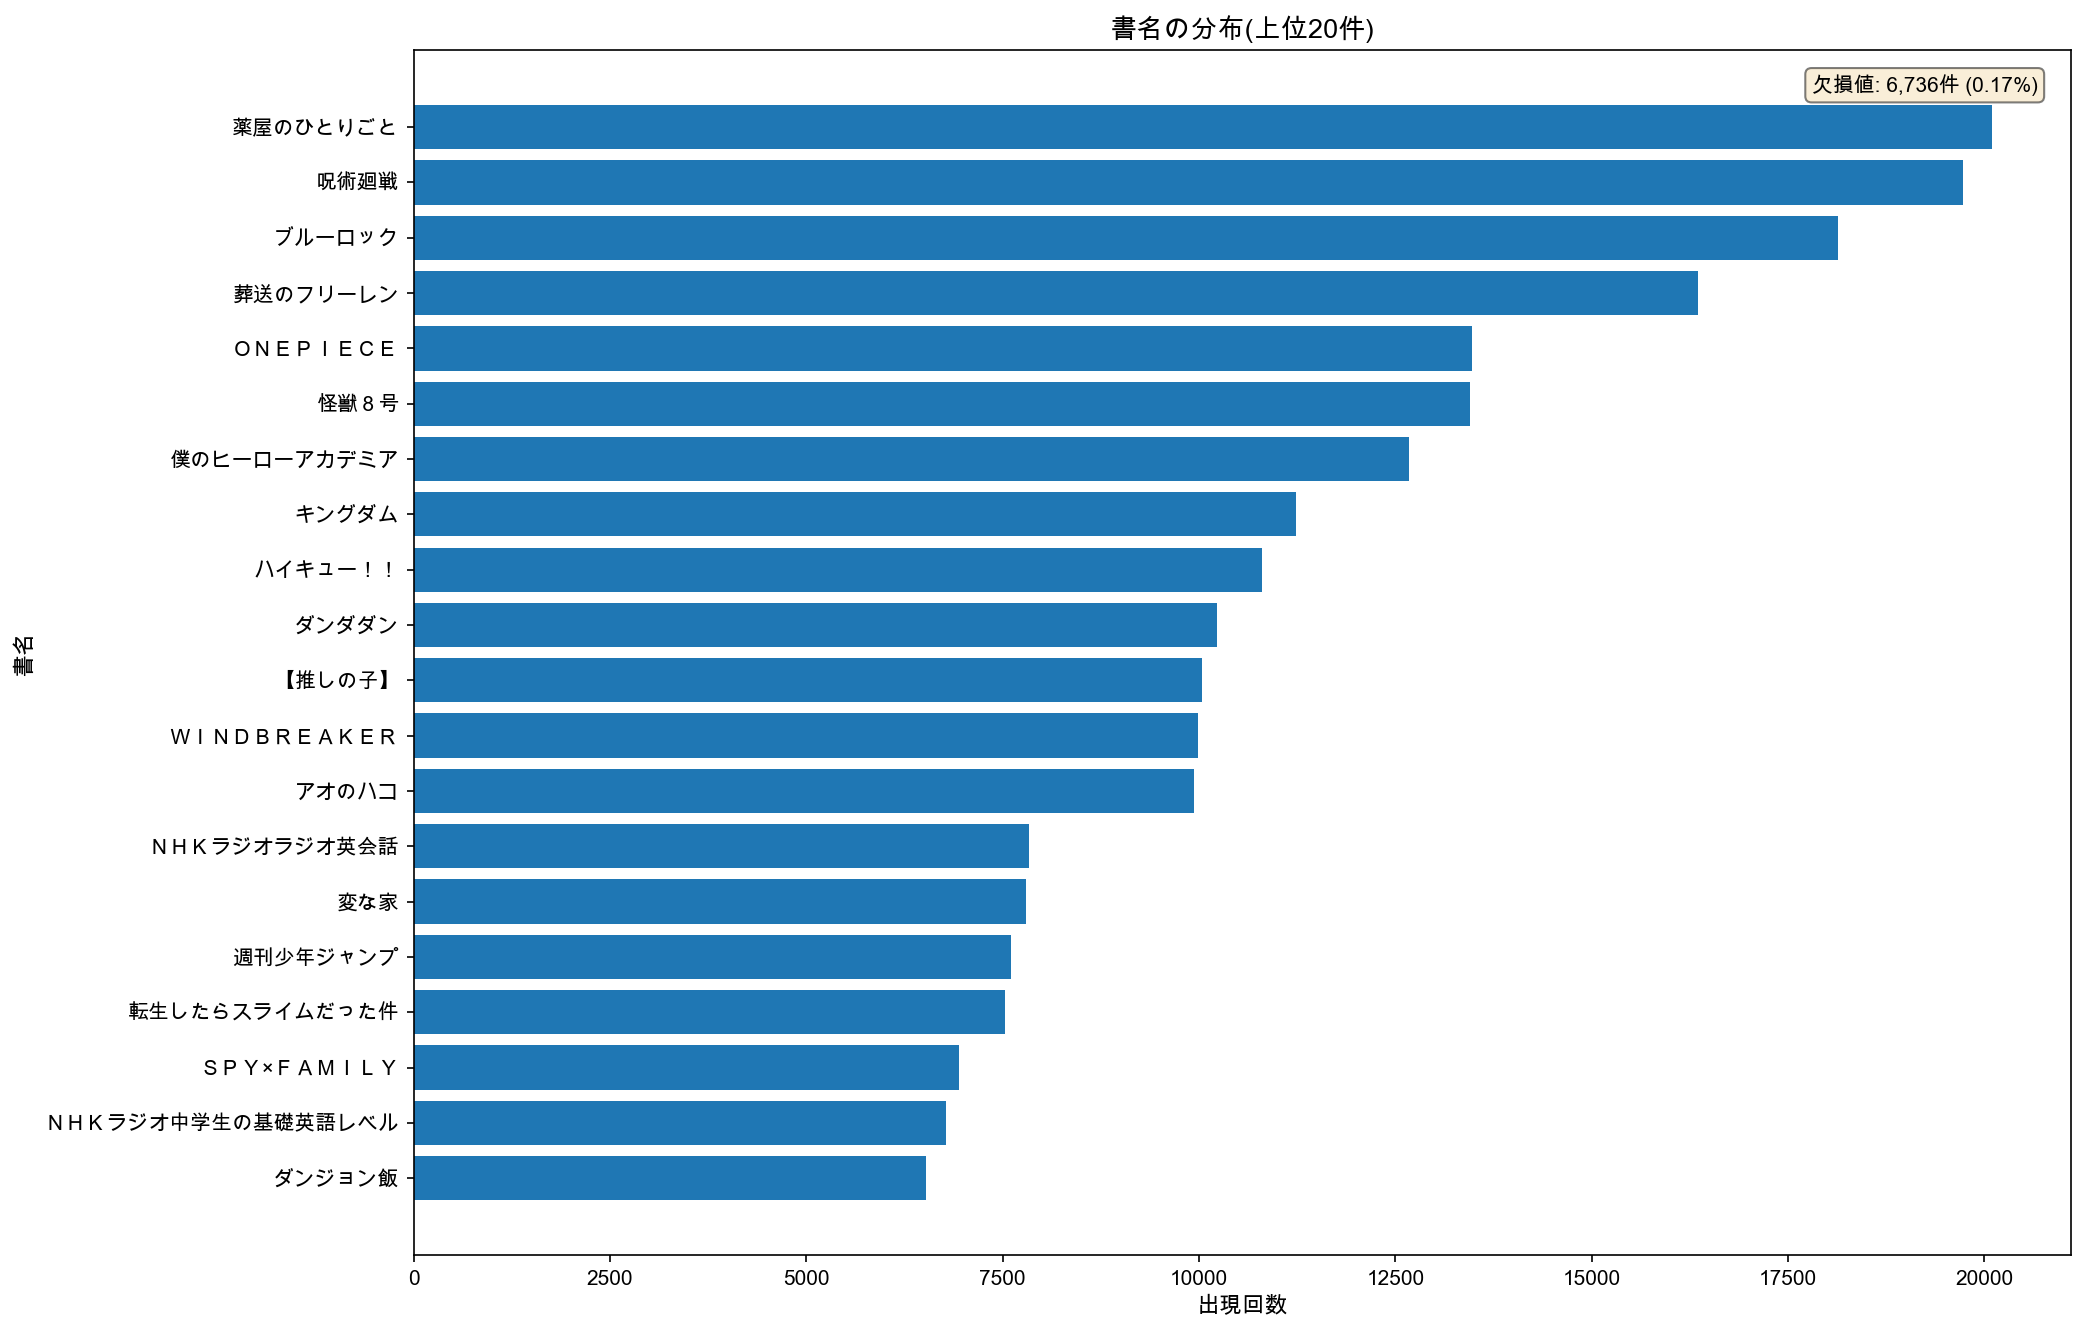 書名の分布(上位20件)
欠損値: 6,736件 (0.17%)
薬屋のひとりごと
呪術廻戦
ブルーロック
葬送のフリーレン
ＯＮＥＰＩＥＣＥ
怪獣８号
僕のヒーローアカデミア
キングダム
ハイキュー！！
ダンダダン
【推しの子】
ＷＩＮＤＢＲＥＡＫＥＲ
アオのハコ
ＮＨＫラジオラジオ英会話
変な家
週刊少年ジャンプ
転生したらスライムだった件
ＳＰＹ×ＦＡＭＩＬＹ
ＮＨＫラジオ中学生の基礎英語レベル
ダンジョン飯
書名
0 2500 5000 7500 10000 12500 15000 17500 20000
出現回数